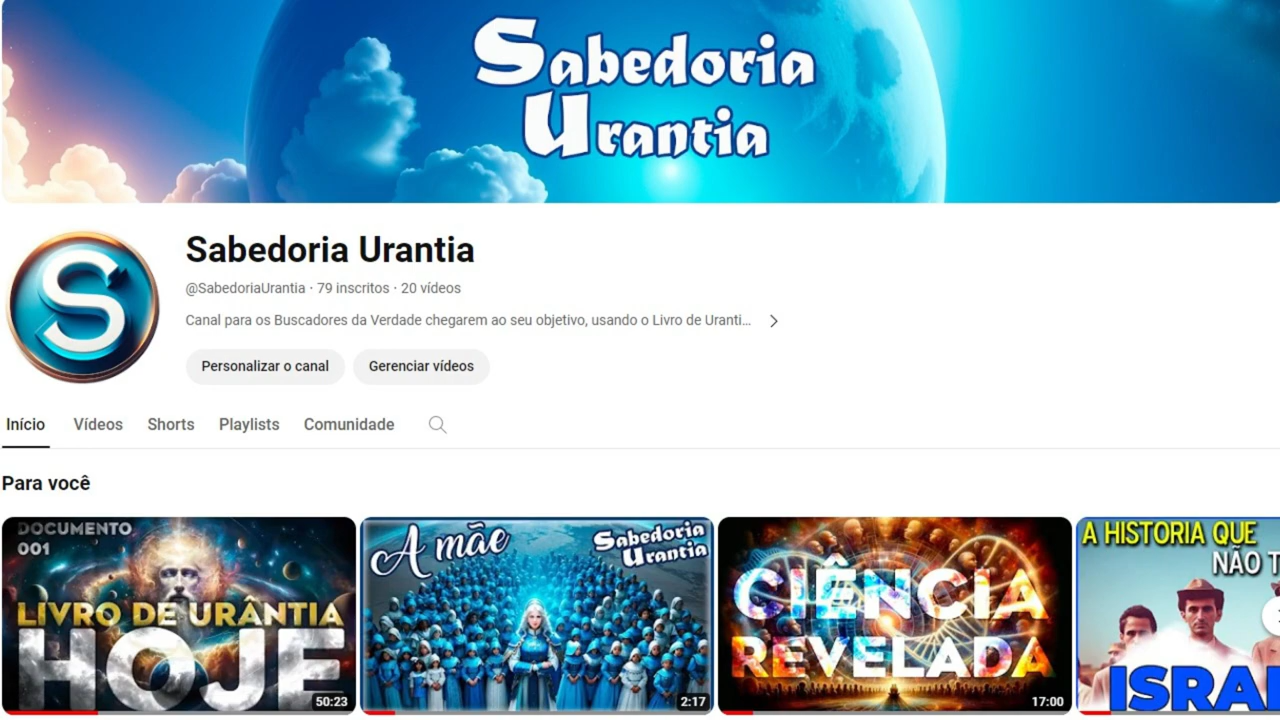 Sabedoria
Urantia
S
Sabedoria Urantia
@SabedoriaUrantia · 79 inscritos · 20 vídeos
Canal para os Buscadores da Verdade chegarem ao seu objetivo, usando o Livro de Uranti...
Personalizar o canal
Gerenciar vídeos
Início
Vídeos
Shorts
Playlists
Comunidade
Para você
DOCUMENTO
001
LIVRO DE URÂNTIA
HOJE
50:23
A mãe
Sabedoria
Urantia
2:17
CIÊNCIA
REVELADA
17:00
A HISTORIA QUE
NÃO T
ISRA